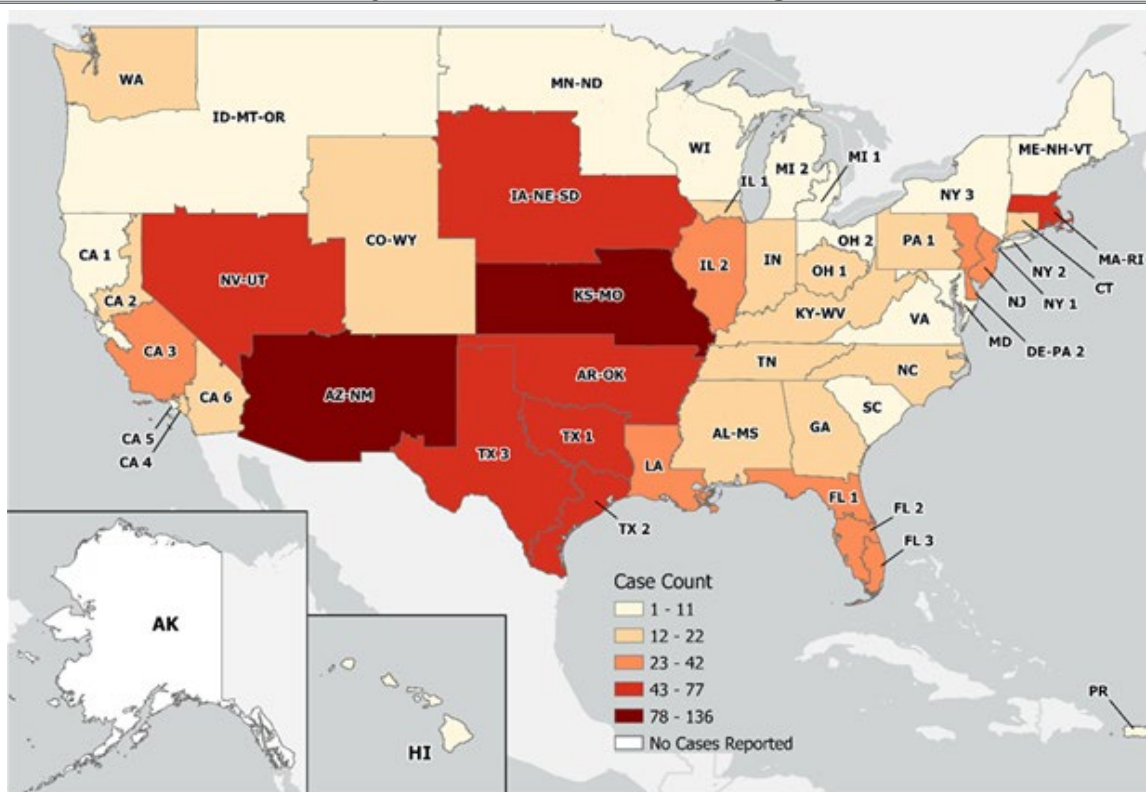 WA
MN-ND
ID-MT-OR
ME-NH-VT
WI
MI 2
MI 1
IL 1
NY 3
IA-NE-SD
CO-WY
CA 1
OH 2
PA 1
MA-RI
NV-UT
IL 2
IN
OH 1
NY 2
CT
CA 2
KS-MO
NJ
NY 1
KY-WV
VA
MD
DE-PA 2
CA 3
TN
NC
CA 6
AZ-NM
AR-OK
SC
CA 5
CA 4
TX 1
AL-MS
GA
TX 3
LA
FL 1
FL 2
TX 2
FL 3
Case Count
1 - 11
12 - 22
23 - 42
43 - 77
78 - 136
No Cases Reported
AK
HI
PR